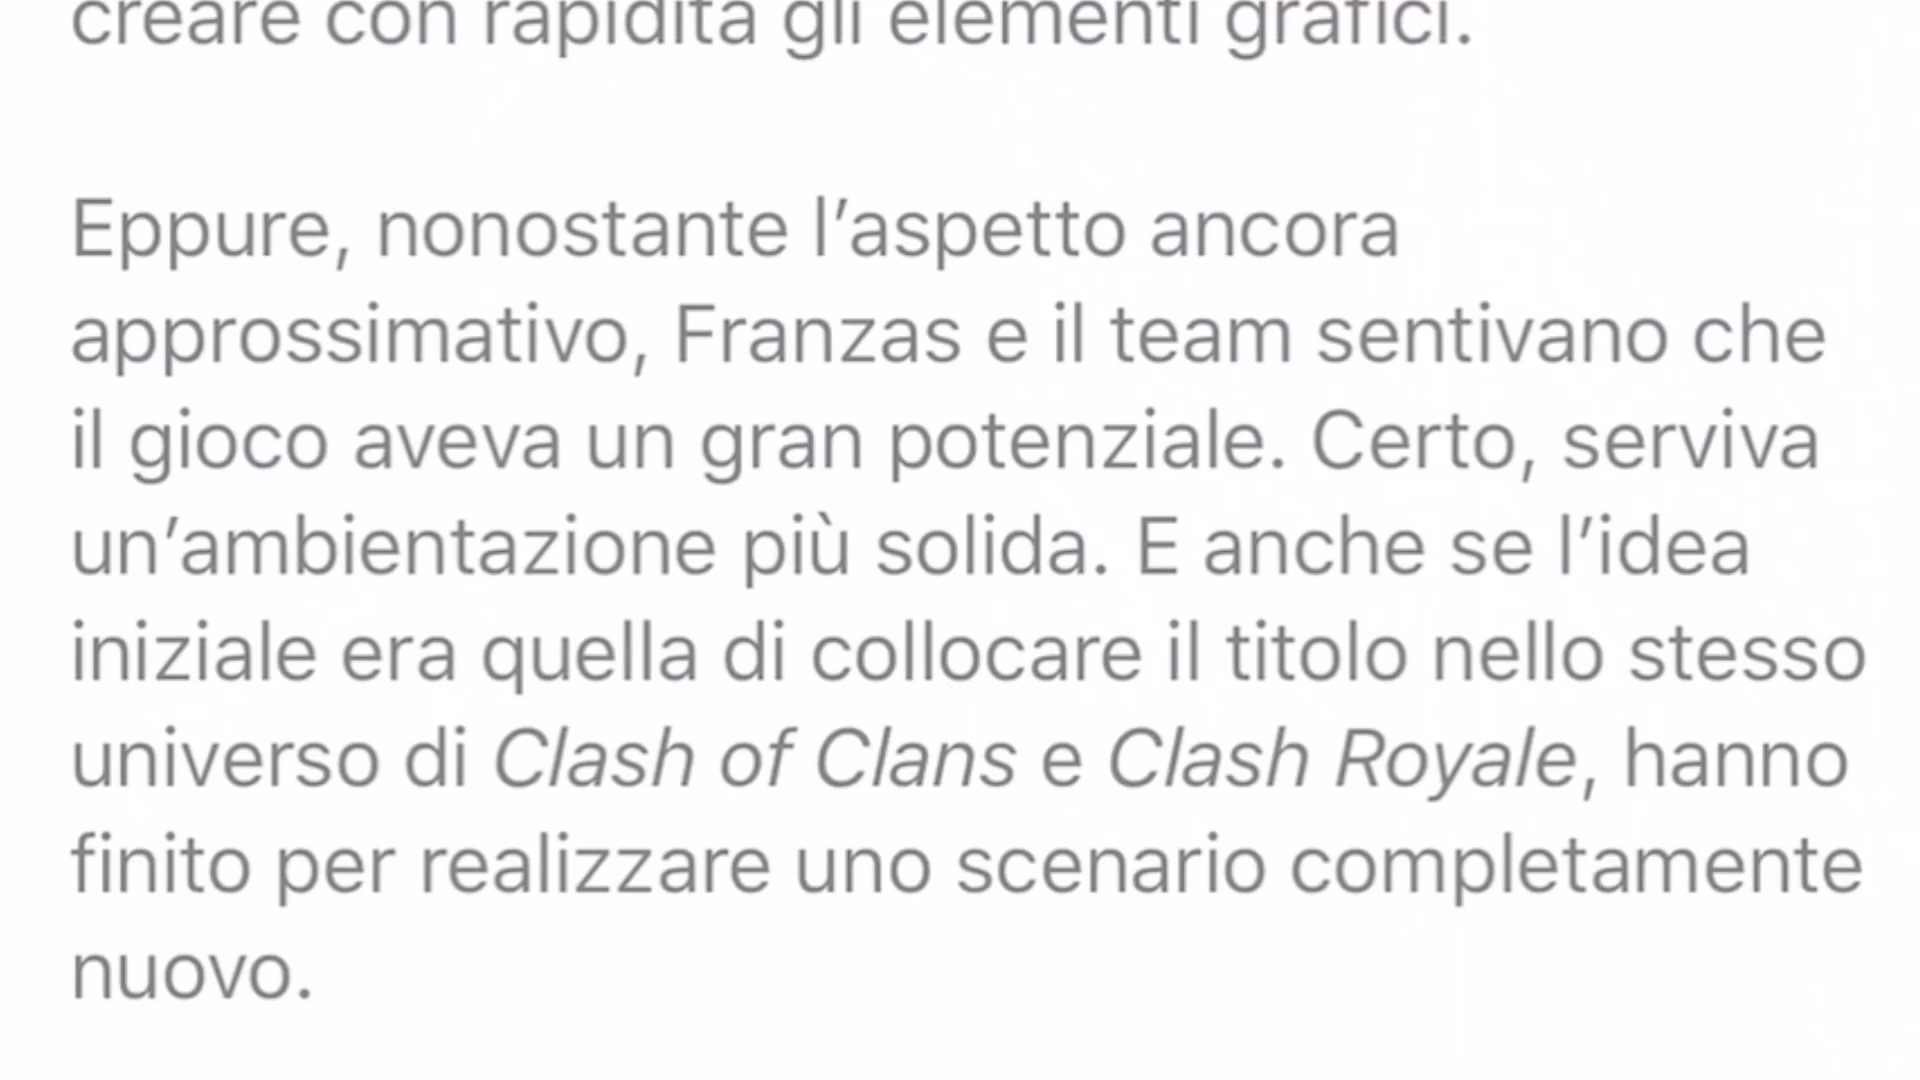 creare con rapidità gli elementi grafici.
Eppure, nonostante l’aspetto ancora
approssimativo, Franzas e il team sentivano che
il gioco aveva un gran potenziale. Certo, serviva
un’ambientazione più solida. E anche se l’idea
iniziale era quella di collocare il titolo nello stesso
universo di Clash of Clans e Clash Royale, hanno
finito per realizzare uno scenario completamente
nuovo.